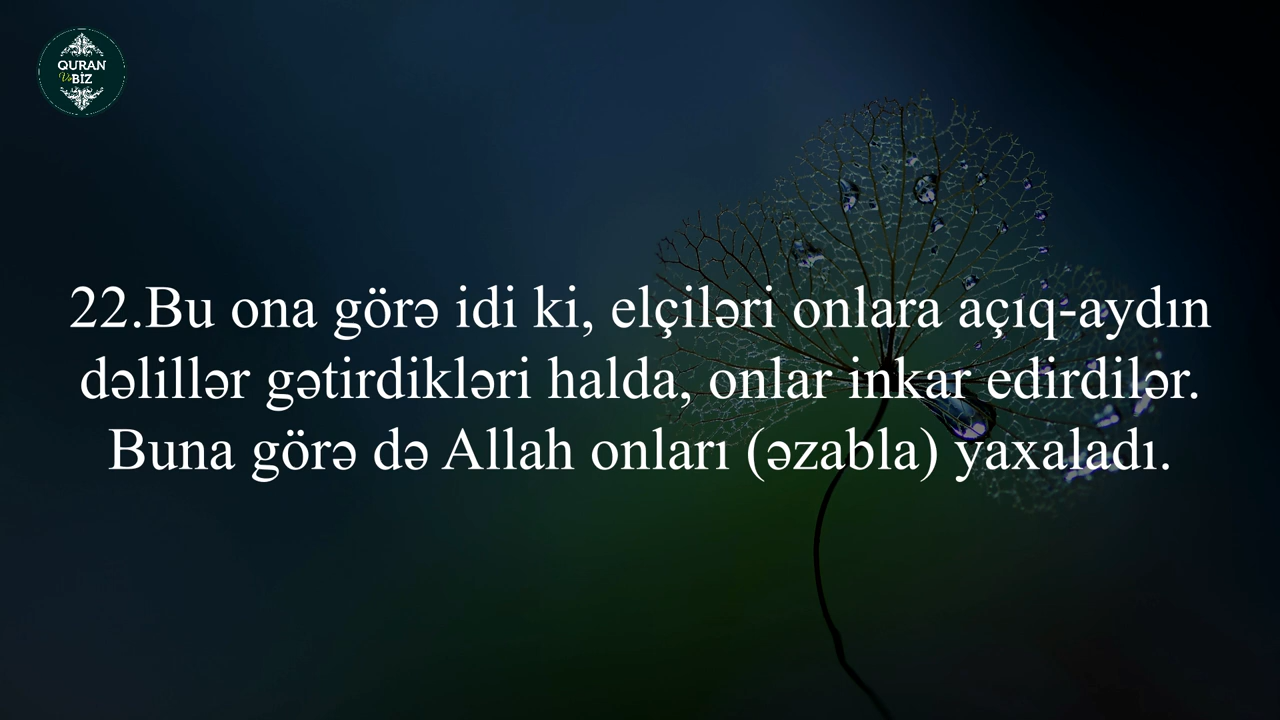 QURAN
Və BİZ
22.Bu ona görə idi ki, elçiləri onlara açıq-aydın
dəlillər gətirdikləri halda, onlar inkar edirdilər.
Buna görə də Allah onları (əzabla) yaxaladı.